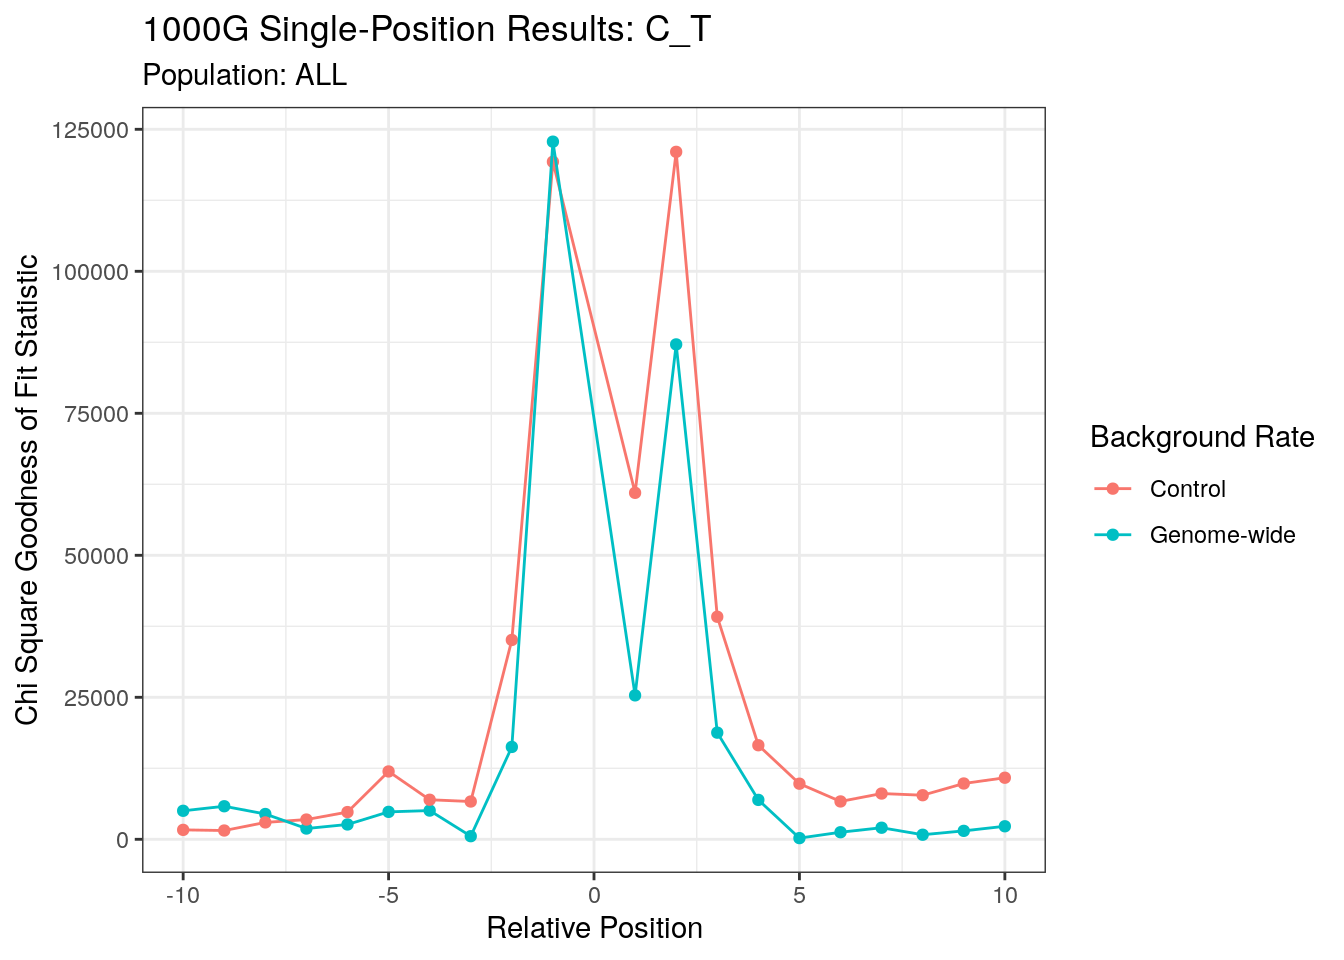 1000G Single-Position Results: C_T
Population: ALL
125000
100000
75000
50000
25000
0
Chi Square Goodness of Fit Statistic
-10 -5 0 5 10
Relative Position
Background Rate
Control
Genome-wide